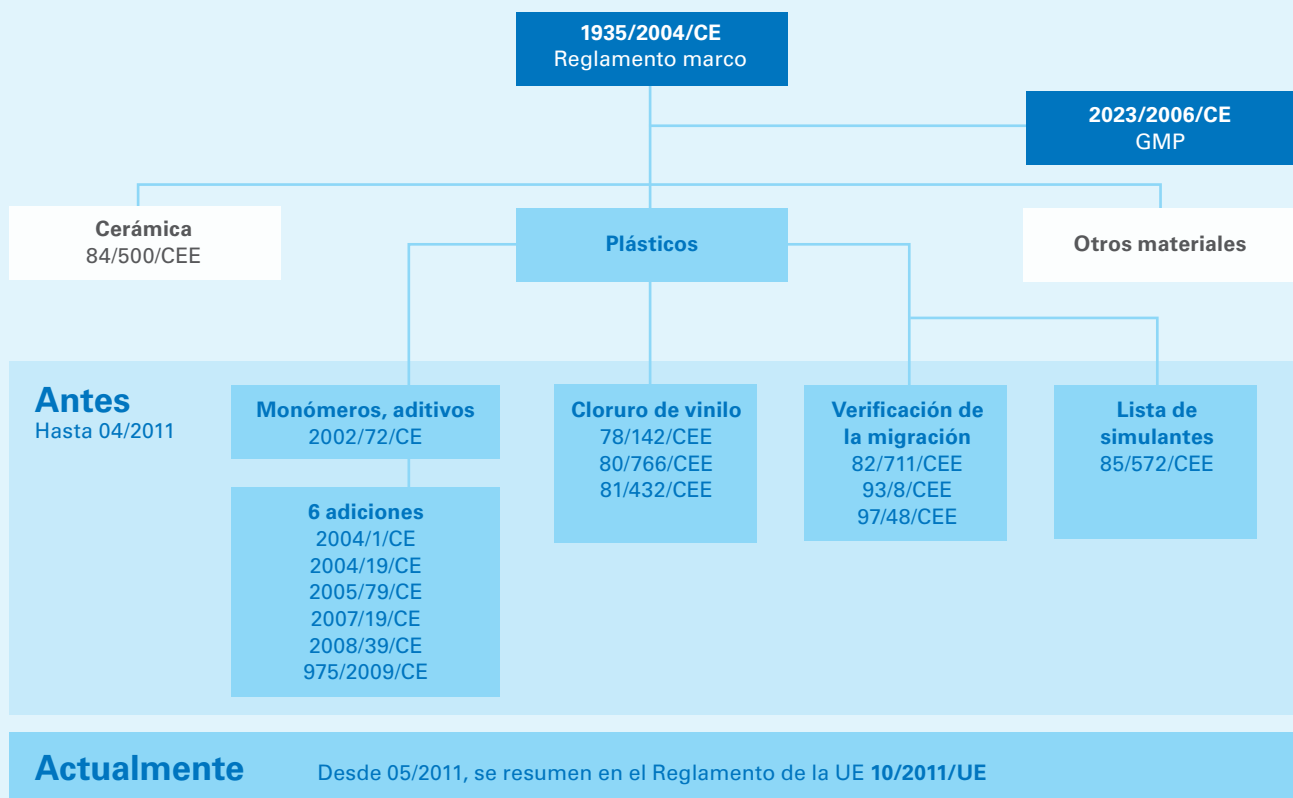 1935/2004/CE
Reglamento marco
2023/2006/CE
GMP
Cerámica
84/500/CEE
Plásticos
Otros materiales
Antes
Hasta 04/2011
Monómeros, aditivos
2002/72/CE
6 adiciones
2004/1/CE
2004/19/CE
2005/79/CE
2007/19/CE
2008/39/CE
975/2009/CE
Cloruro de vinilo
78/142/CEE
80/766/CEE
81/432/CEE
Verificación de
la migración
82/711/CEE
93/8/CEE
97/48/CEE
Lista de
simulantes
85/572/CEE
Actualmente
Desde 05/2011, se resumen en el Reglamento de la UE 10/2011/UE